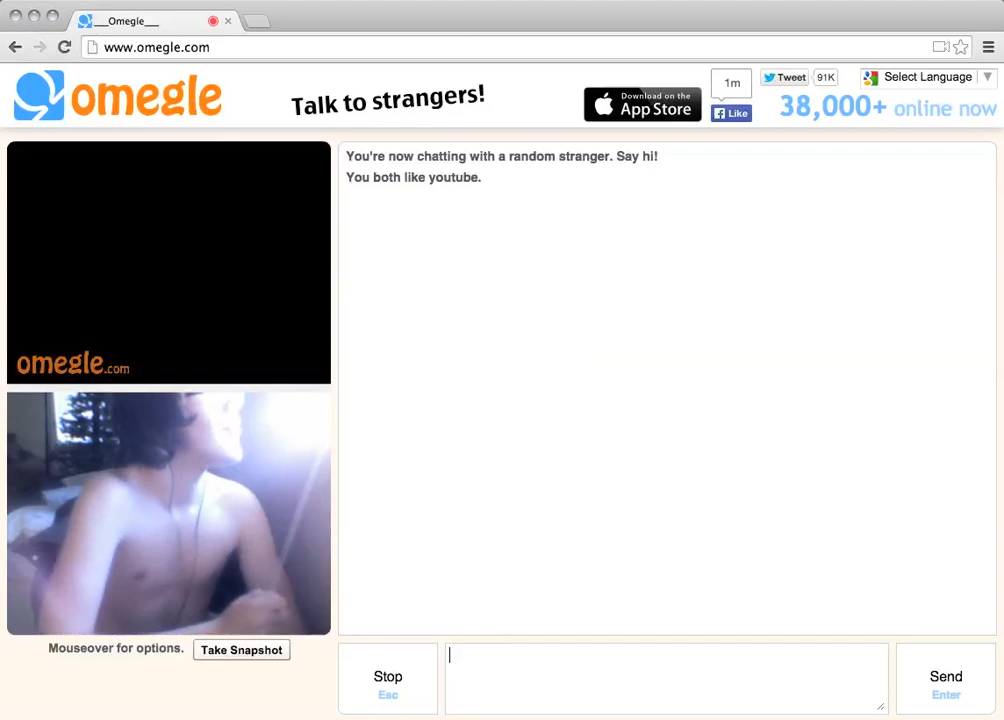 ___Omegle___
www.omegle.com
omegle
Talk to strangers!
Download on the
App Store
1m
Like
Tweet
91K
Select Language
38,000+ online now
You're now chatting with a random stranger. Say hi!
You both like youtube.
omegle.com
Mouseover for options.
Take Snapshot
Stop
Esc
Send
Enter